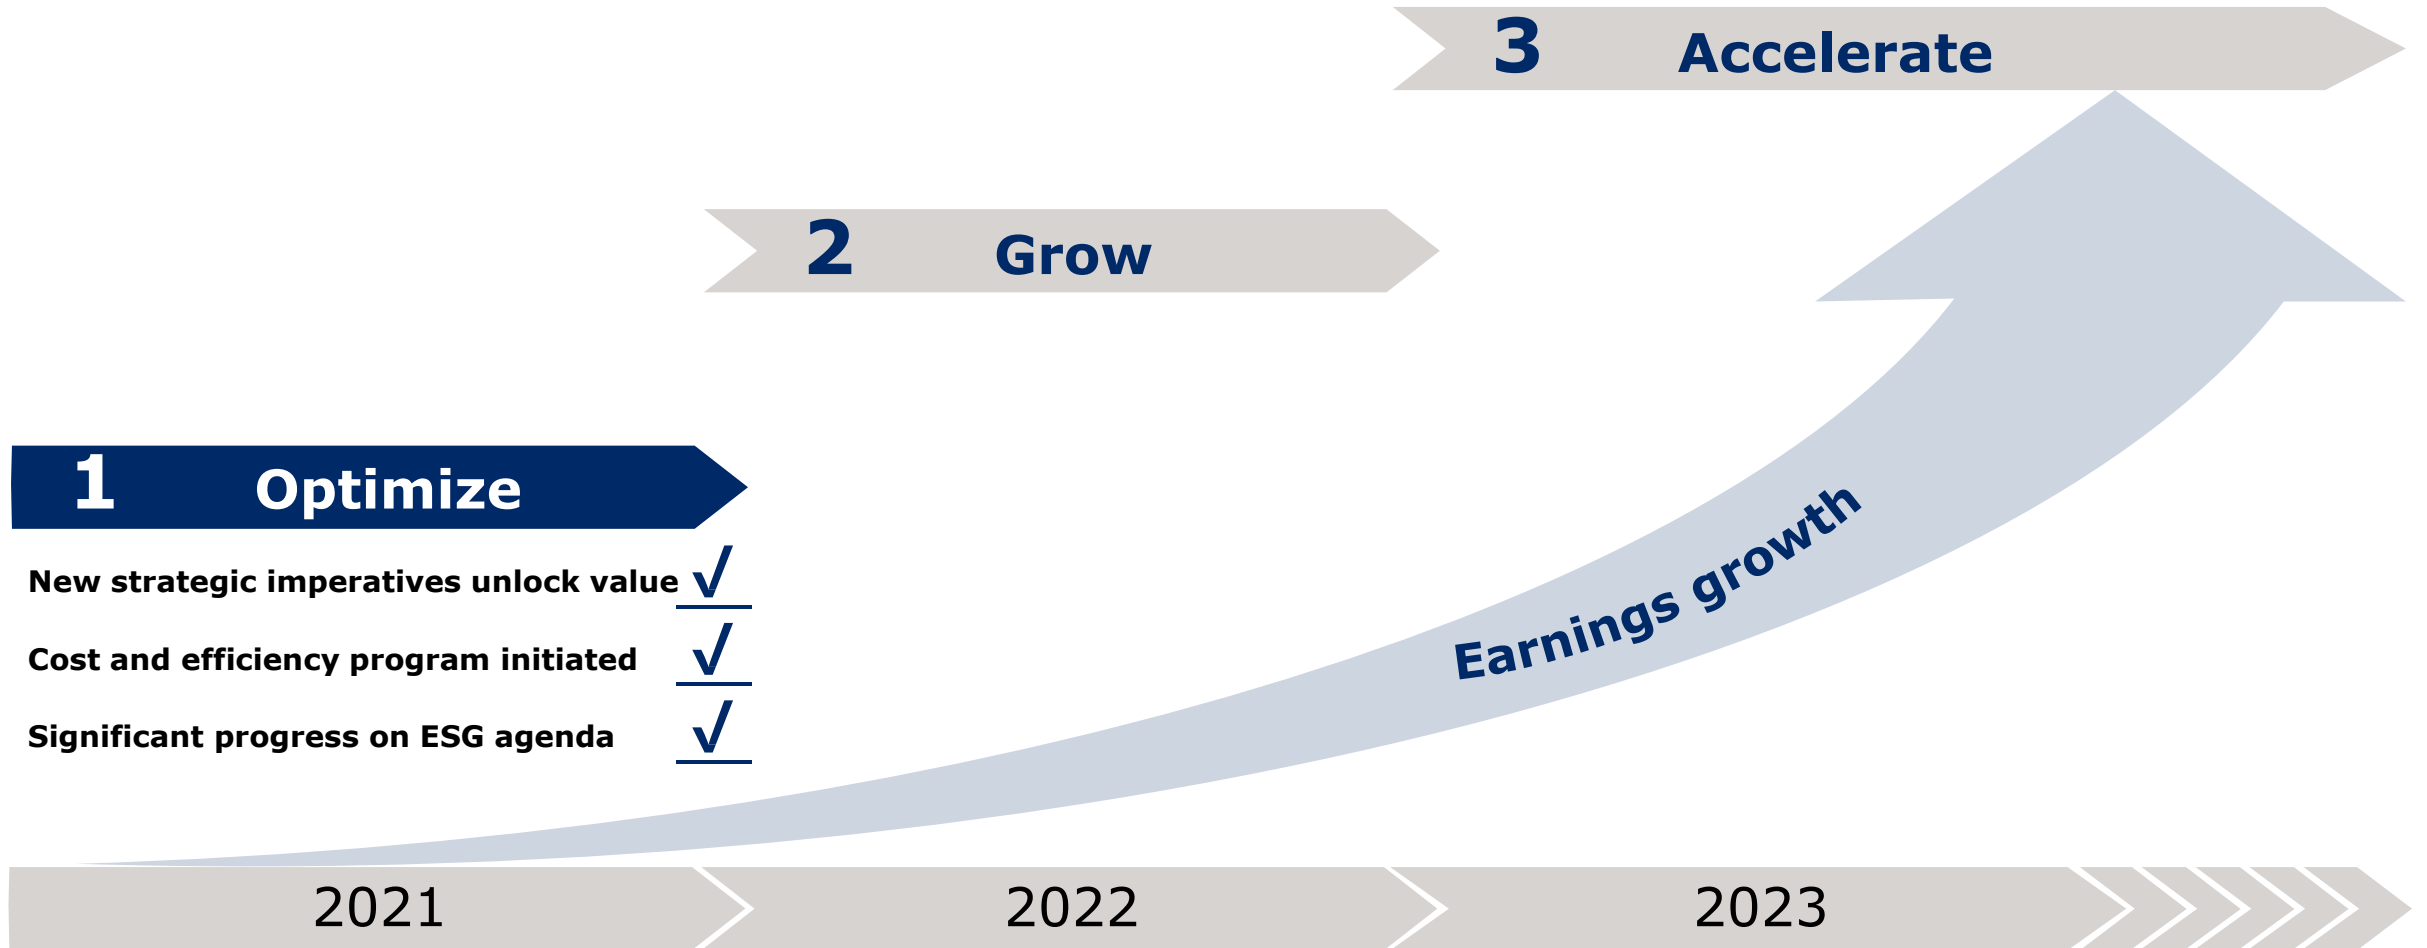 3 Accelerate
2 Grow
1 Optimize
New strategic imperatives unlock value √
Cost and efficiency program initiated √
Significant progress on ESG agenda √
Earnings growth
2021 2022 2023